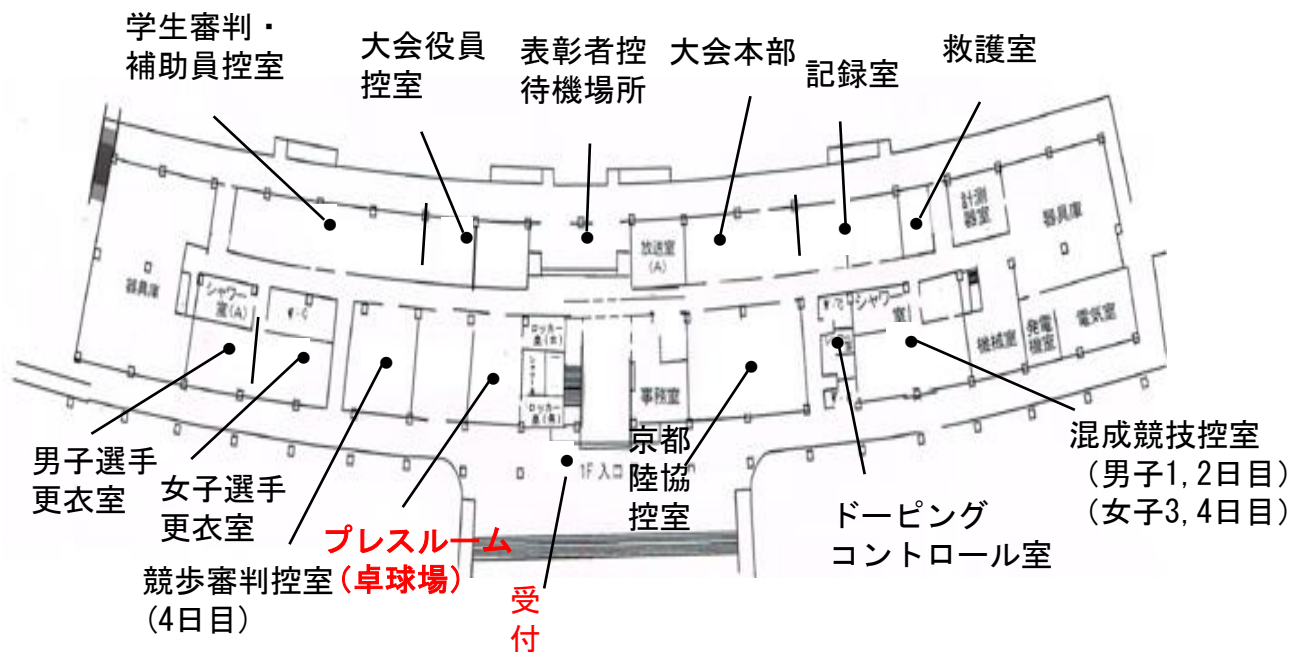 学生審判・
補助員控室
大会役員
控室
表彰者控
待機場所
大会本部
記録室
救護室
計測
器室
器具庫
放送室
(A)
器具庫
シャワー
室(A)
W・C
シャワー
室
機械室
発電
機室
電気室
ロッカー
事務室
ロッカー
1F 入口
男子選手
更衣室
女子選手
更衣室
競歩審判控室
(4日目)
プレスルーム
(卓球場)
受
付
京都
陸協
控室
ドーピング
コントロール室
混成競技控室
(男子1,2日目)
(女子3,4日目)